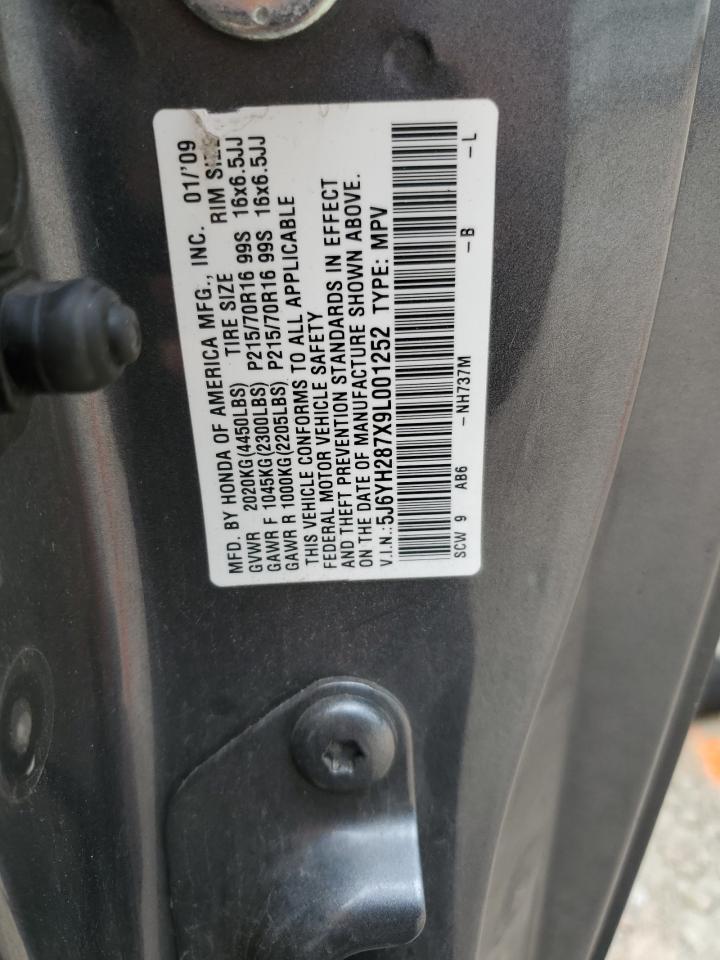 MFD. BY HONDA OF AMERICA MFG., INC. 01/'09
GVWR 2020KG(4450LBS) TIRE SIZE RIM SIZE
GAWR F 1045KG(2300LBS) P215/70R16 99S 16x6.5JJ
GAWR R 1000KG(2205LBS) P215/70R16 99S 16x6.5JJ
THIS VEHICLE CONFORMS TO ALL APPLICABLE
FEDERAL MOTOR VEHICLE SAFETY
AND THEFT PREVENTION STANDARDS IN EFFECT
ON THE DATE OF MANUFACTURE SHOWN ABOVE.
V.I.N.:5J6YH287X9L001252 TYPE: MPV
SCW 9 AB6 -NH737M -B -L